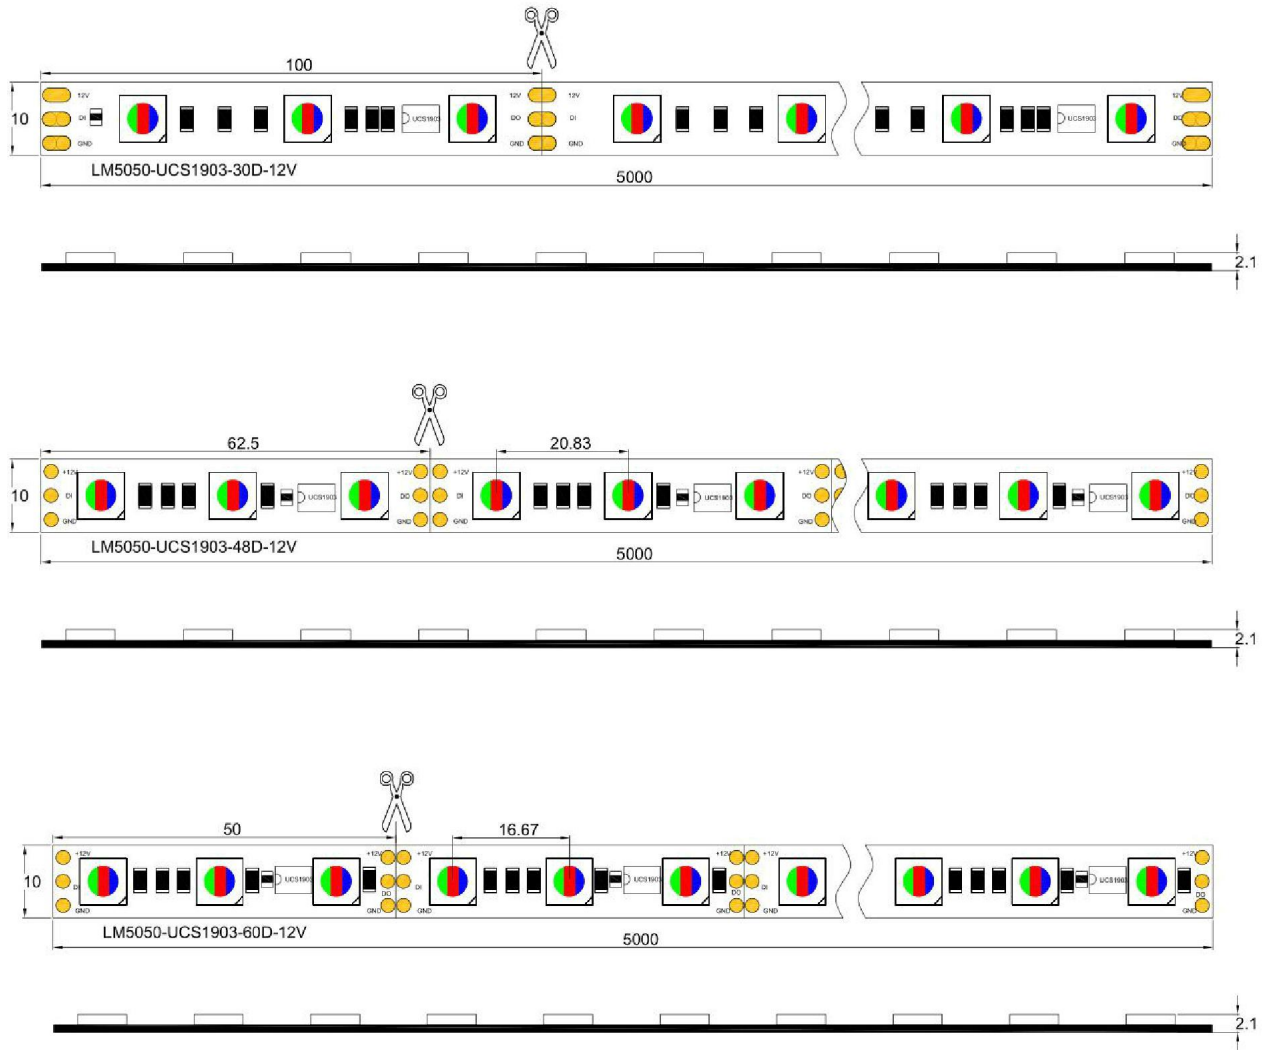 100
10
12V
DI
GND
UCS1903
12V
DO
GND
12V
DI
GND
UCS1903
12V
DO
GND
LM5050-UCS1903-30D-12V
5000
2.1
62.5
20.83
10
+12V
DI
GND
UCS1903
+12V
DO
GND
+12V
DI
GND
UCS1903
+12V
DO
GND
UCS1903
+12V
DO
GND
LM5050-UCS1903-48D-12V
5000
2.1
50
16.67
10
+12V
DI
GND
UCS1903
+12V
DO
GND
+12V
DI
GND
UCS1903
+12V
DO
GND
+12V
DI
GND
UCS1903
+12V
DO
GND
LM5050-UCS1903-60D-12V
5000
2.1